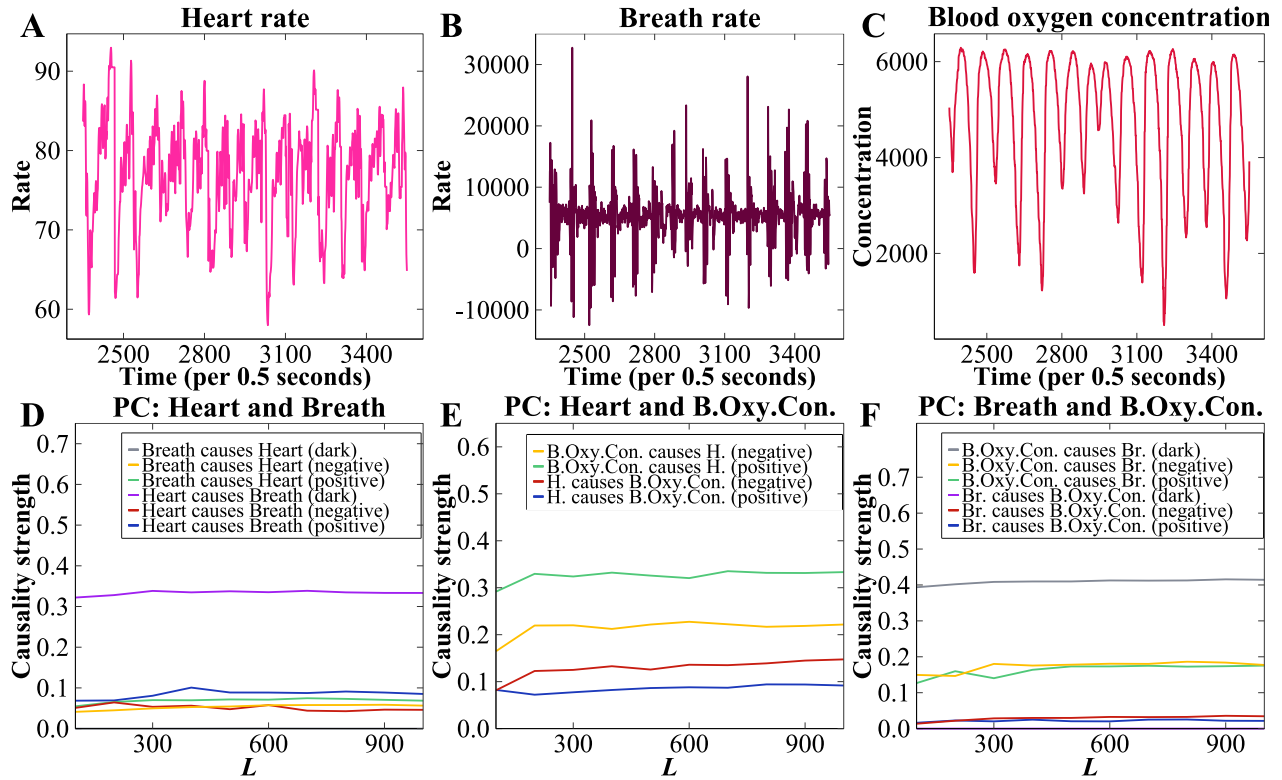 A
Heart rate
Rate
90
80
70
60
2500
2800
3100
3400
Time (per 0.5 seconds)
B
Breath rate
Rate
30000
20000
10000
0
-10000
2500
2800
3100
3400
Time (per 0.5 seconds)
C
Blood oxygen concentration
Concentration
6000
4000
2000
2500
2800
3100
3400
Time (per 0.5 seconds)
D
PC: Heart and Breath
Causality strength
0.7
0.6
0.5
0.4
0.3
0.2
0.1
0.0
Breath causes Heart (dark)
Breath causes Heart (negative)
Breath causes Heart (positive)
Heart causes Breath (dark)
Heart causes Breath (negative)
Heart causes Breath (positive)
300
600
900
L
E
PC: Heart and B.Oxy.Con.
Causality strength
0.6
0.5
0.4
0.3
0.2
0.1
0.0
B.Oxy.Con. causes H. (negative)
B.Oxy.Con. causes H. (positive)
H. causes B.Oxy.Con. (negative)
H. causes B.Oxy.Con. (positive)
300
600
900
L
F
PC: Breath and B.Oxy.Con.
Causality strength
0.7
0.6
0.5
0.4
0.3
0.2
0.1
0.0
B.Oxy.Con. causes Br. (dark)
B.Oxy.Con. causes Br. (negative)
B.Oxy.Con. causes Br. (positive)
Br. causes B.Oxy.Con. (dark)
Br. causes B.Oxy.Con. (negative)
Br. causes B.Oxy.Con. (positive)
300
600
900
L